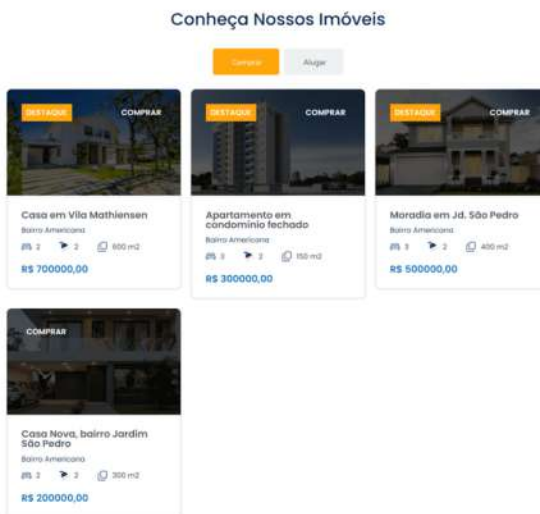 Conheça Nossos Imóveis
Comprar Alugar
DESTAQUE COMPRAR
Casa em Vila Mathiensen
Bairro Americana
2 2 600 m2
R$ 700000,00
DESTAQUE COMPRAR
Apartamento em
condomínio fechado
Bairro Americana
3 2 150 m2
R$ 300000,00
DESTAQUE COMPRAR
Moradia em Jd. São Pedro
Bairro Americana
3 2 400 m2
R$ 500000,00
COMPRAR
Casa Nova, bairro Jardim
São Pedro
Bairro Americana
2 2 300 m2
R$ 200000,00